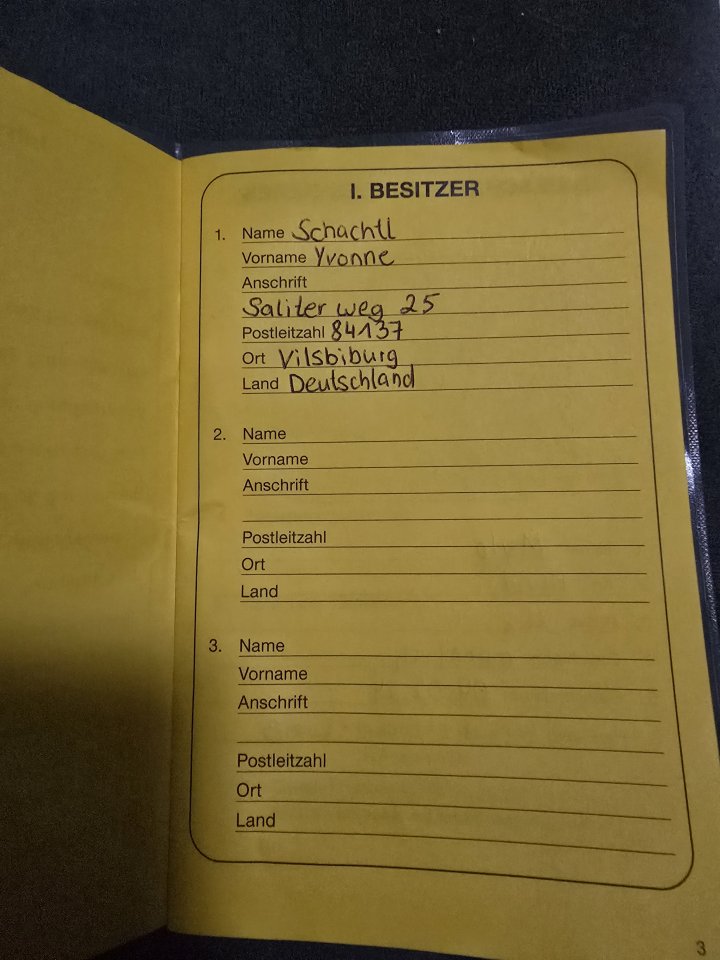 I. BESITZER
1. Name Schachtl
Vorname Yvonne
Anschrift
Saliter weg 25
Postleitzahl 84137
Ort Vilsbiburg
Land Deutschland
2. Name
Vorname
Anschrift
Postleitzahl
Ort
Land
3. Name
Vorname
Anschrift
Postleitzahl
Ort
Land
3